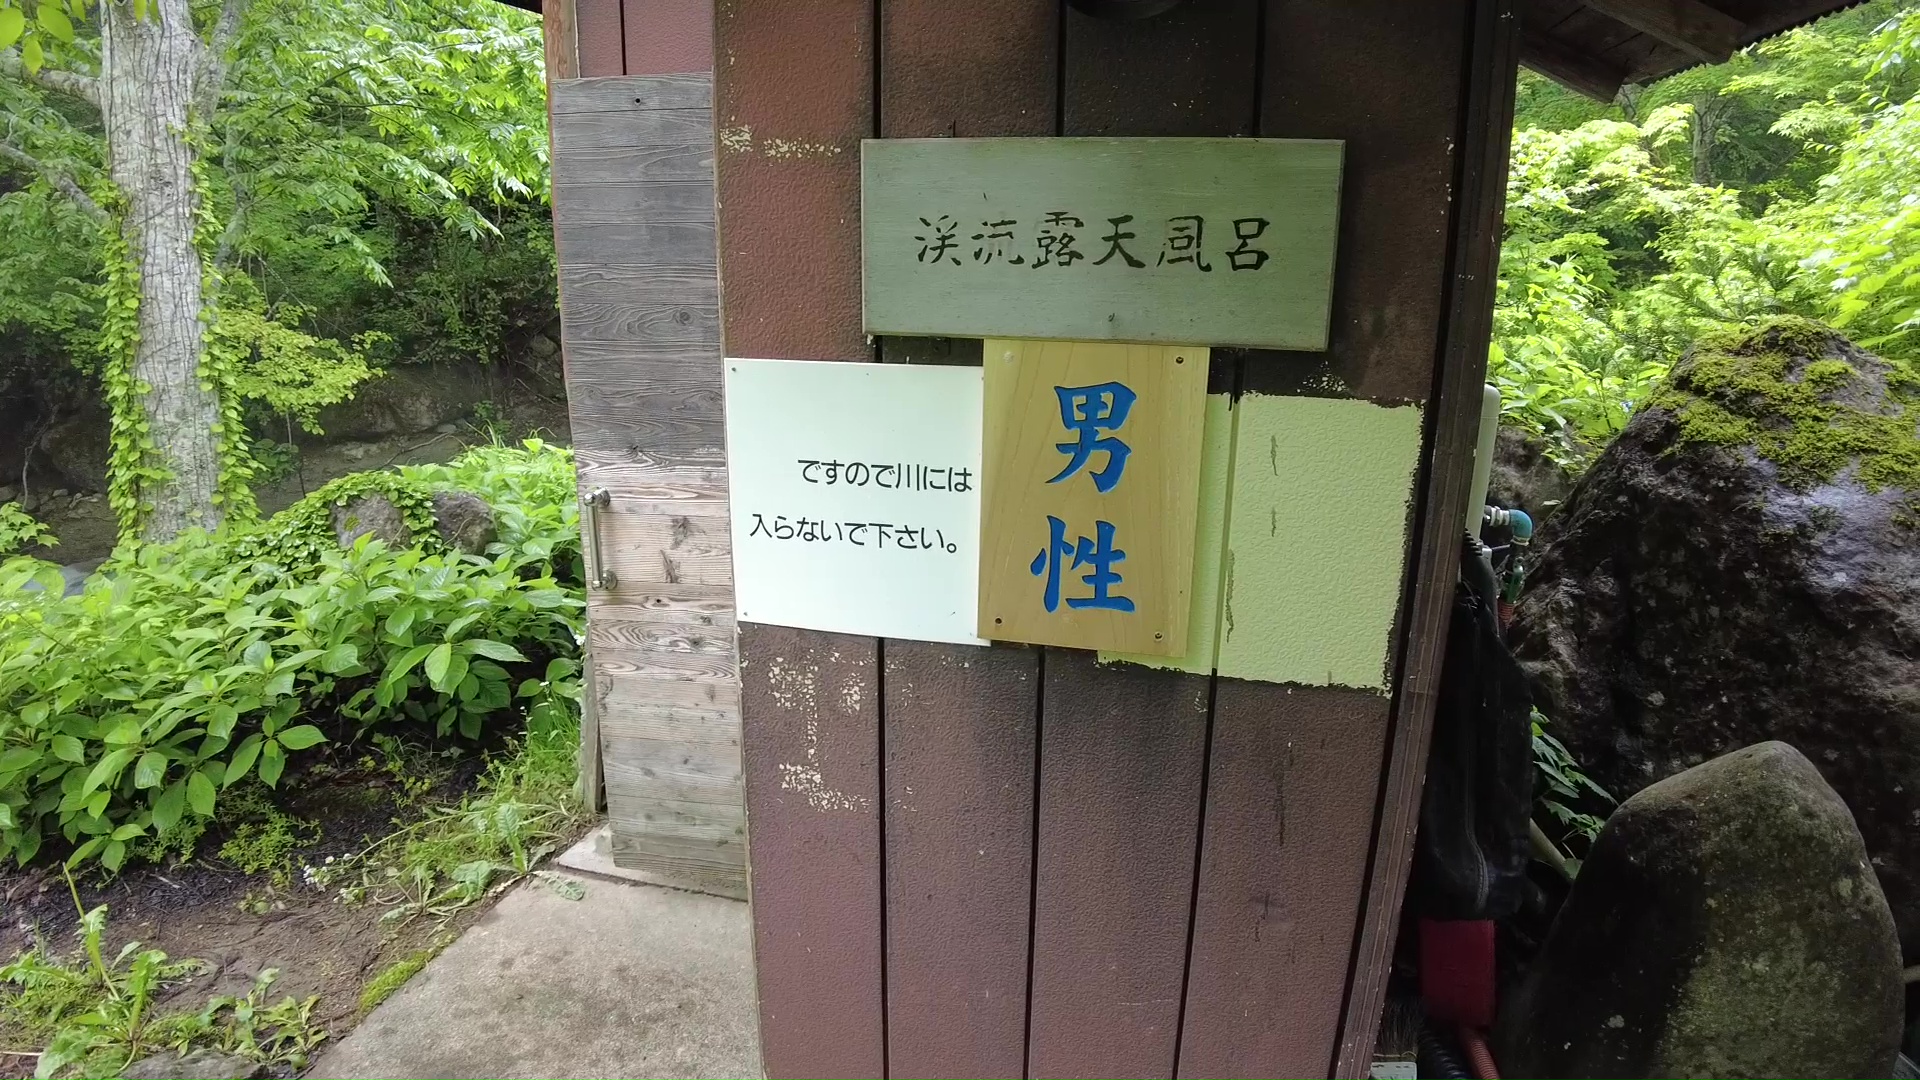 渓流露天風呂
男性
ですので川には
入らないで下さい。